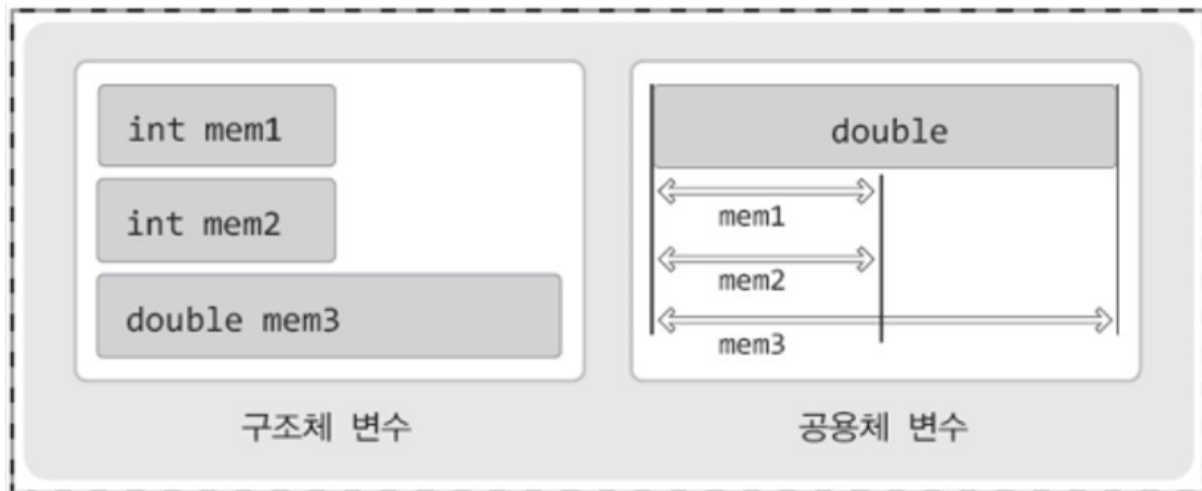 int mem1
int mem2
double mem3
구조체 변수
double
mem1
mem2
mem3
공용체 변수